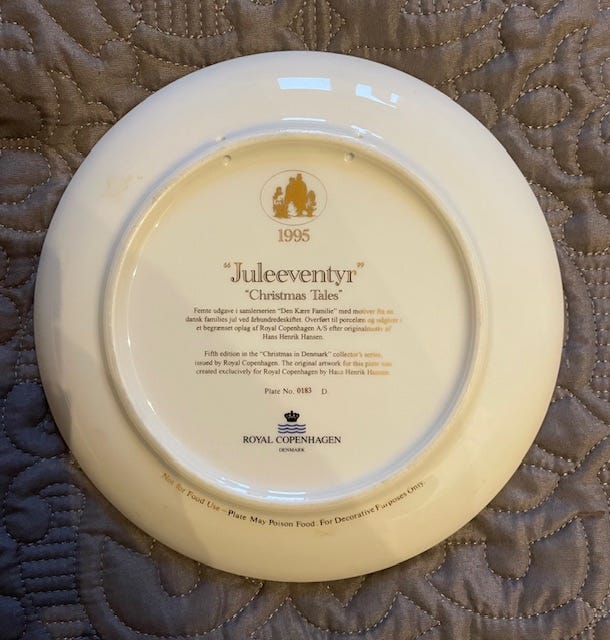 1995
"Juleeventyr"
"Christmas Tales"
Femte udgave i samlerserien "Den Kære Familie" med motiver fra en
dansk families jul ved århundredeskiftet. Overført til porcelæn og udgivet i
et begrænset oplag af Royal Copenhagen A/S efter originalmotiv af
Hans Henrik Hansen.
Fifth edition in the "Christmas in Denmark" collector's series,
issued by Royal Copenhagen. The original artwork for this plate was
created exclusively for Royal Copenhagen by Hans Henrik Hansen.
Plate No. 0183 D.
ROYAL COPENHAGEN
DENMARK
Not for Food Use—Plate May Poison Food. For Decorative Purposes Only.